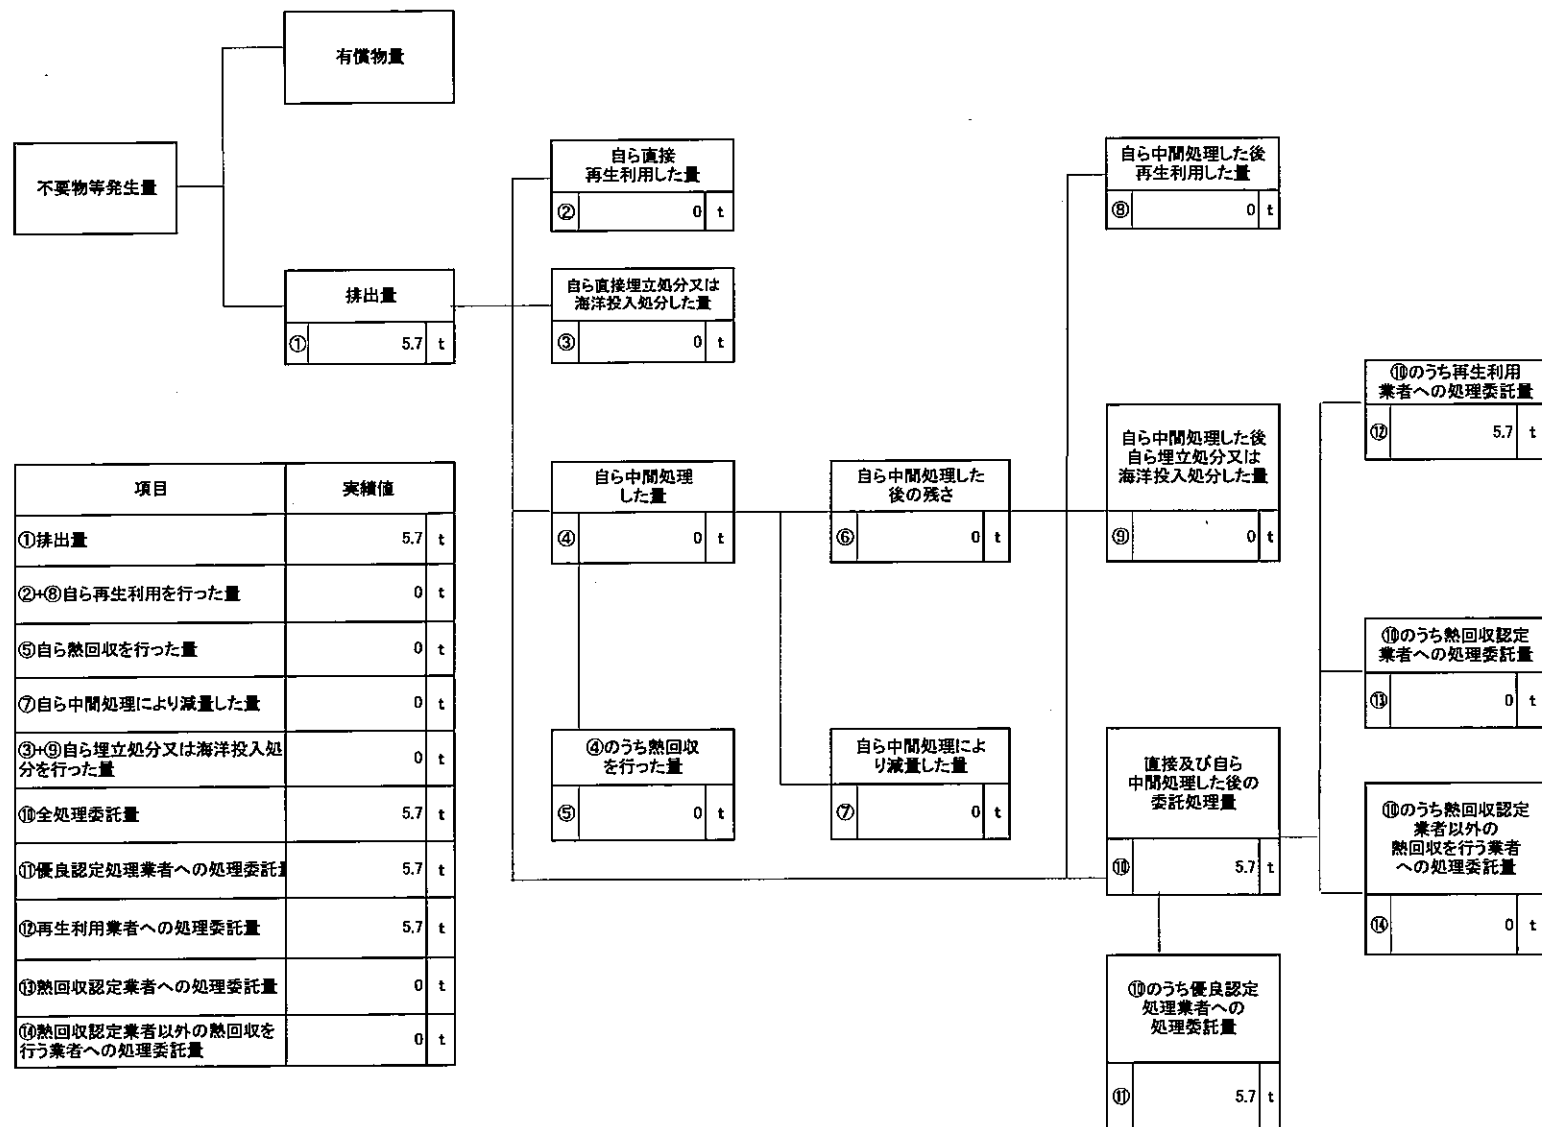 有償物量
不要物等発生量
排出量
① 5.7 t
自ら直接
再生利用した量
② 0 t
自ら直接埋立処分又は
海洋投入処分した量
③ 0 t
自ら中間処理
した量
④ 0 t
④のうち熱回収
を行った量
⑤ 0 t
自ら中間処理した
後の残さ
⑥ 0 t
自ら中間処理によ
り減量した量
⑦ 0 t
自ら中間処理した後
再生利用した量
⑧ 0 t
自ら中間処理した後
自ら埋立処分又は
海洋投入処分した量
⑨ 0 t
直接及び自ら
中間処理した後の
委託処理量
⑩ 5.7 t
⑩のうち優良認定
処理業者への
処理委託量
⑪ 5.7 t
⑩のうち再生利用
業者への処理委託量
⑫ 5.7 t
⑩のうち熱回収認定
業者への処理委託量
⑬ 0 t
⑩のうち熱回収認定
業者以外の
熱回収を行う業者
への処理委託量
⑭ 0 t
項目 実績値
①排出量 5.7 t
②+⑧自ら再生利用を行った量 0 t
⑤自ら熱回収を行った量 0 t
⑦自ら中間処理により減量した量 0 t
③+⑨自ら埋立処分又は海洋投入処
分を行った量 0 t
⑩全処理委託量 5.7 t
⑪優良認定処理業者への処理委託量 5.7 t
⑫再生利用業者への処理委託量 5.7 t
⑬熱回収認定業者への処理委託量 0 t
⑭熱回収認定業者以外の熱回収を
行う業者への処理委託量 0 t